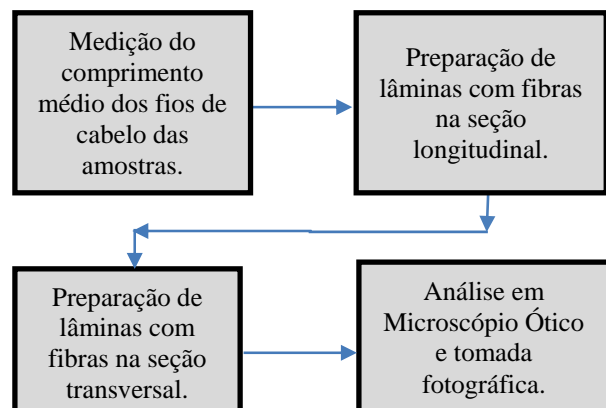 Medição do
comprimento
médio dos fios de
cabelo das
amostras.
Preparação de
lâminas com fibras
na seção
longitudinal.
Preparação de
lâminas com
fibras na seção
transversal.
Análise em
Microscópio Ótico
e tomada
fotográfica.